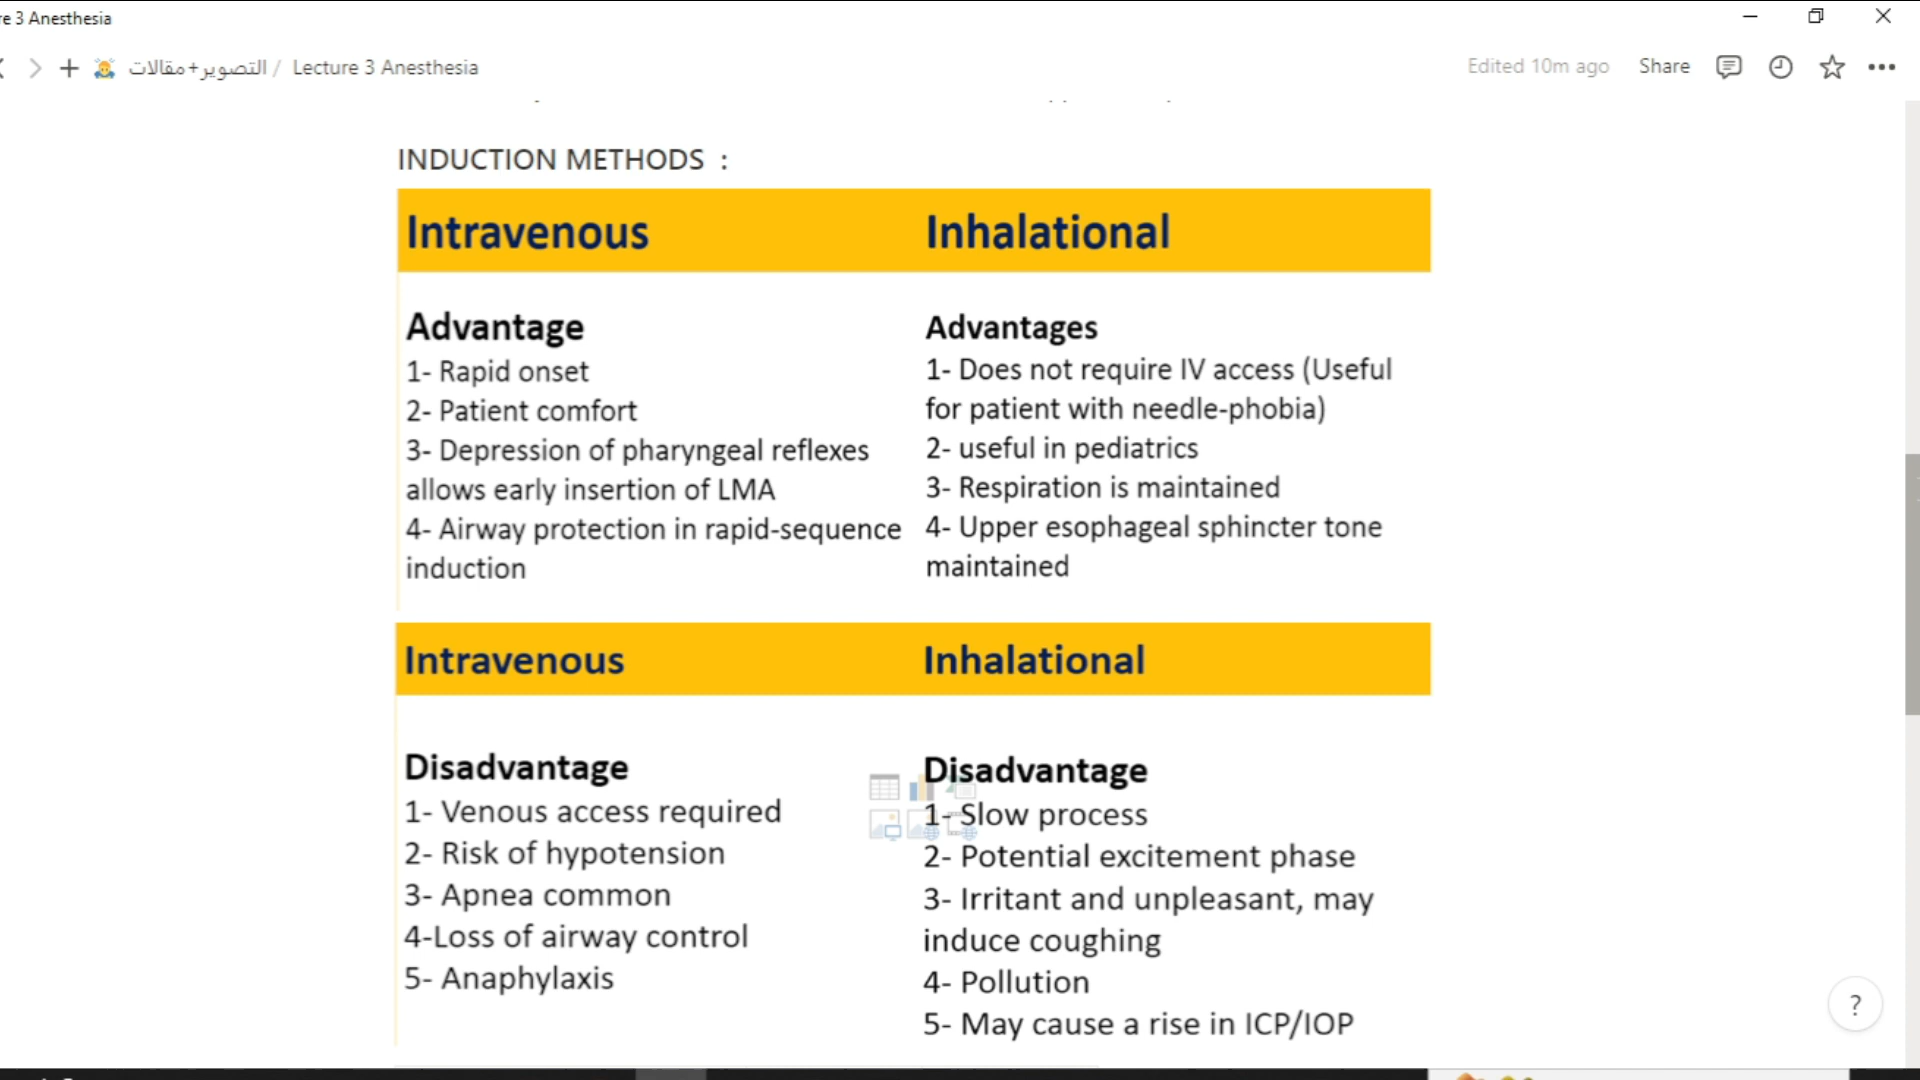 re 3 Anesthesia
التصوير+مقالات / Lecture 3 Anesthesia
Edited 10m ago
Share
INDUCTION METHODS :
Intravenous
Inhalational
Advantage
1- Rapid onset
2- Patient comfort
3- Depression of pharyngeal reflexes
allows early insertion of LMA
4- Airway protection in rapid-sequence
induction
Advantages
1- Does not require IV access (Useful
for patient with needle-phobia)
2- useful in pediatrics
3- Respiration is maintained
4- Upper esophageal sphincter tone
maintained
Intravenous
Inhalational
Disadvantage
1- Venous access required
2- Risk of hypotension
3- Apnea common
4-Loss of airway control
5- Anaphylaxis
Disadvantage
1- Slow process
2- Potential excitement phase
3- Irritant and unpleasant, may
induce coughing
4- Pollution
5- May cause a rise in ICP/IOP
?